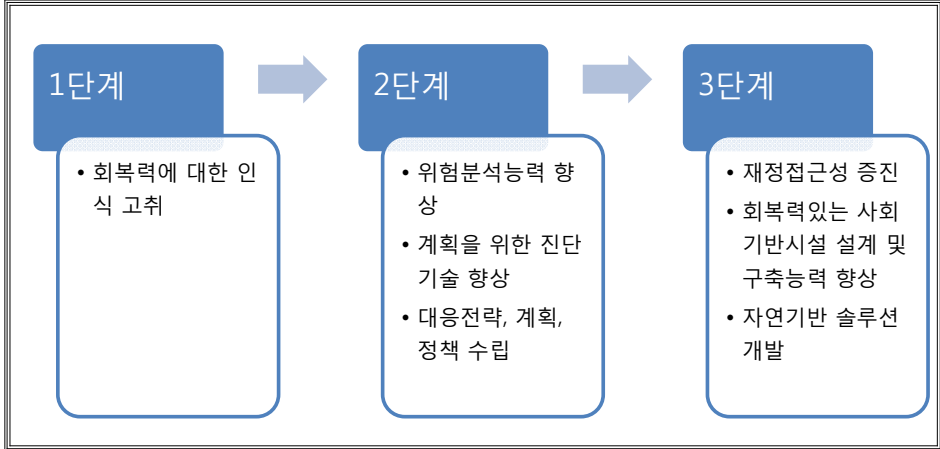 1단계
• 회복력에 대한 인
식 고취
2단계
• 위험분석능력 향
상
• 계획을 위한 진단
기술 향상
• 대응전략, 계획,
정책 수립
3단계
• 재정접근성 증진
• 회복력있는 사회
기반시설 설계 및
구축능력 향상
• 자연기반 솔루션
개발